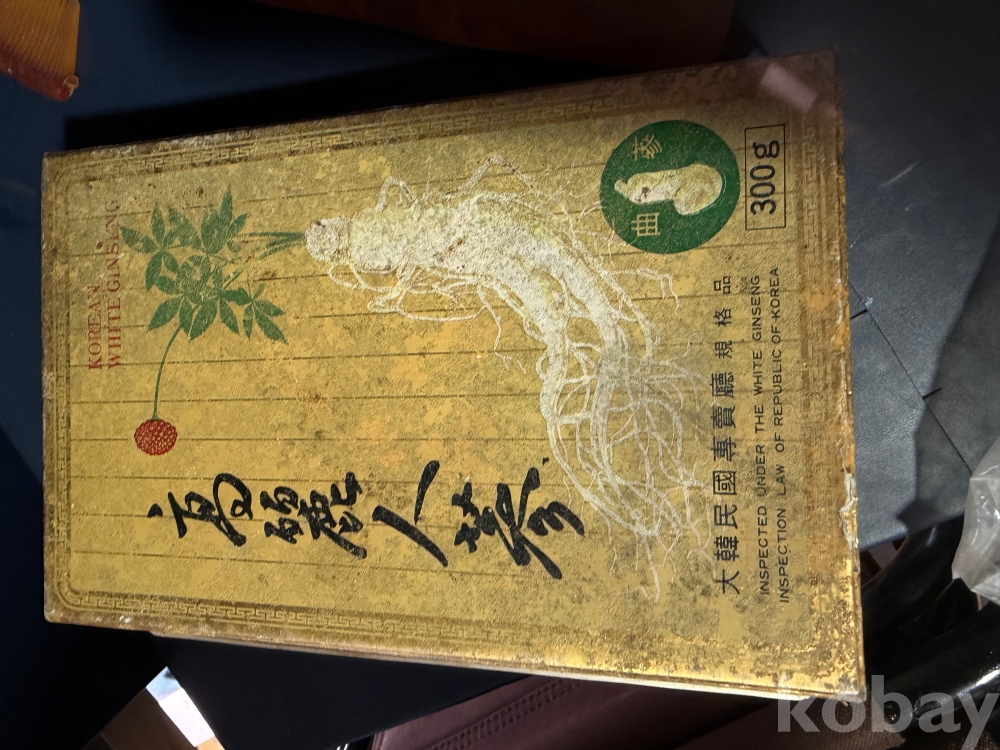 KOREAN
WHITE GINSENG
高麗人蔘
曲蔘
300g
大韓民國專賣廳規格品
INSPECTED UNDER THE WHITE GINSENG
INSPECTION LAW OF REPUBLIC OF KOREA
kobay